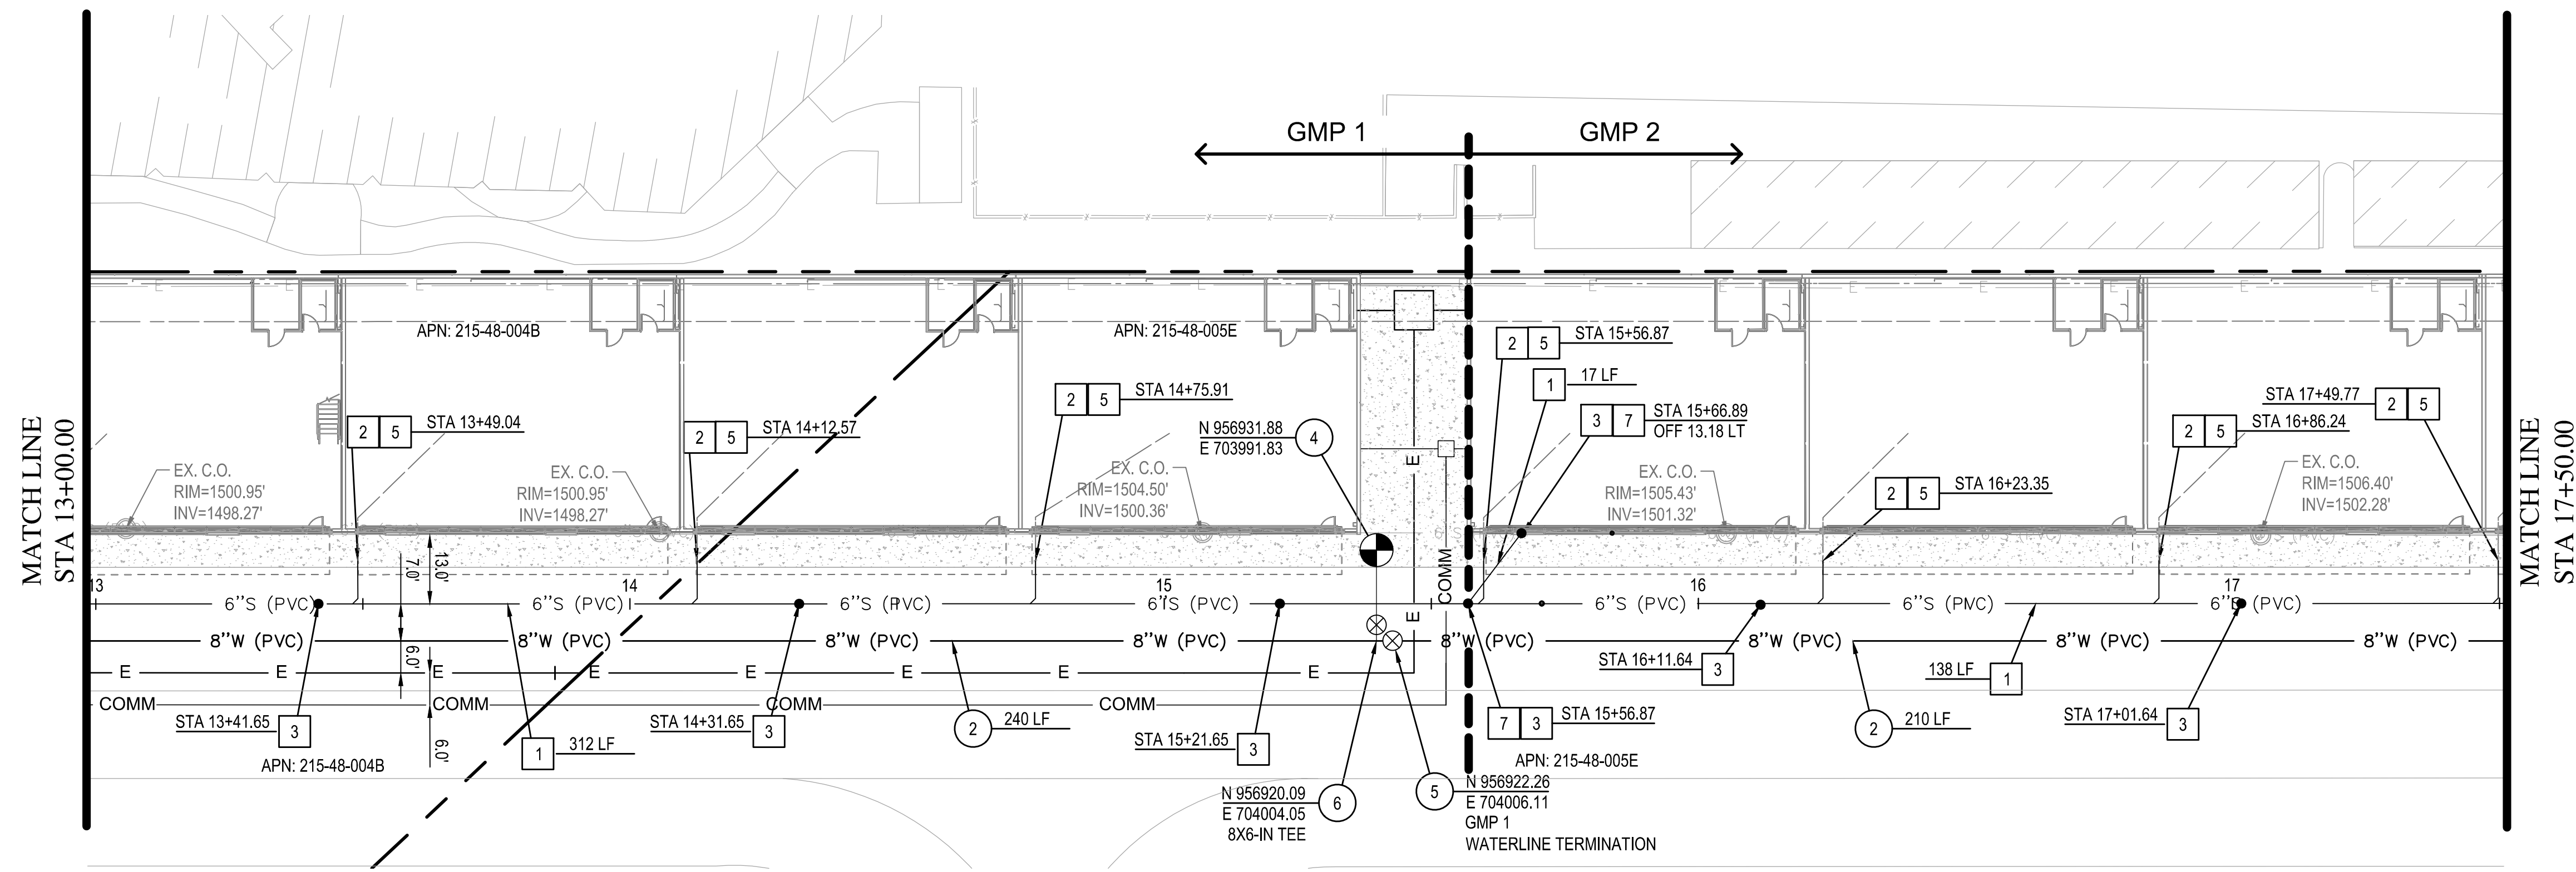 GMP 1
GMP 2
MATCH LINE
STA 13+00.00
MATCH LINE
STA 17+50.00
E
E
E
E
E
E
E
E
E
E
E
APN: 215-48-004B
APN: 215-48-005E
2 5 STA 13+49.04
2 5 STA 14+12.57
2 5 STA 14+75.91
N 956931.88
E 703991.83
4
2 5 STA 15+56.87
1 17 LF
3 7 STA 15+66.89
OFF 13.18 LT
2 5 STA 16+23.35
2 5 STA 16+86.24
STA 17+49.77 2 5
EX. C.O.
RIM=1500.95'
INV=1498.27'
EX. C.O.
RIM=1500.95'
INV=1498.27'
EX. C.O.
RIM=1504.50'
INV=1500.36'
EX. C.O.
RIM=1505.43'
INV=1501.32'
EX. C.O.
RIM=1506.40'
INV=1502.28'
E
COMM
E
13.0'
7.0'
6.0'
6.0'
13
14
15
16
17
6''S (PVC)
6''S (PVC)
6''S (PVC)
6''S (PVC)
6''S (PVC)
6''S (PVC)
6''S (PVC)
8''W (PVC)
8''W (PVC)
8''W (PVC)
8''W (PVC)
8''W (PVC)
8''W (PVC)
8''W (PVC)
8''W (PVC)
E
E
E
E
E
E
E
E
COMM
COMM
COMM
COMM
STA 13+41.65 3
1 312 LF
STA 14+31.65 3
2 240 LF
STA 15+21.65 3
7 3 STA 15+56.87
STA 16+11.64 3
2 210 LF
138 LF 1
STA 17+01.64 3
APN: 215-48-004B
APN: 215-48-005E
N 956920.09
E 704004.05
8X6-IN TEE
6
5
N 956922.26
E 704006.11
GMP 1
WATERLINE TERMINATION